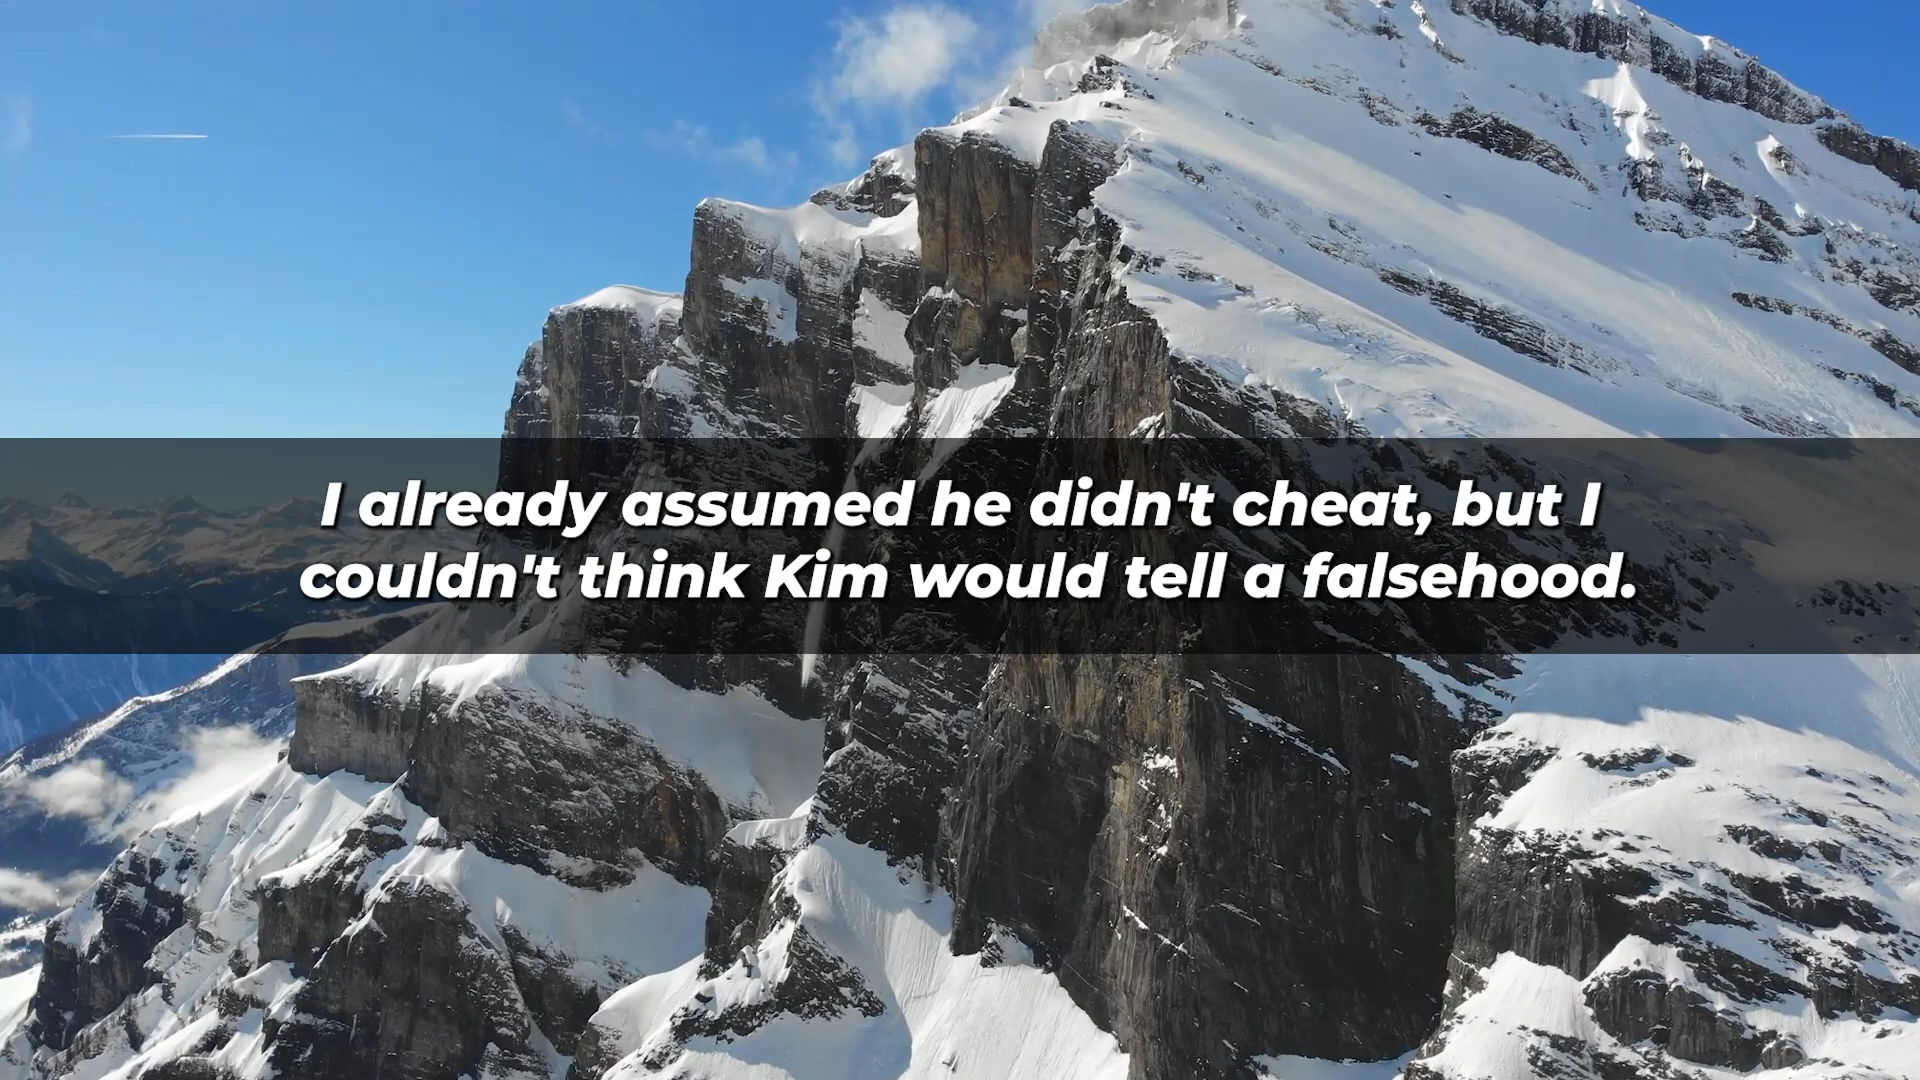 I already assumed he didn't cheat, but I
couldn't think Kim would tell a falsehood.